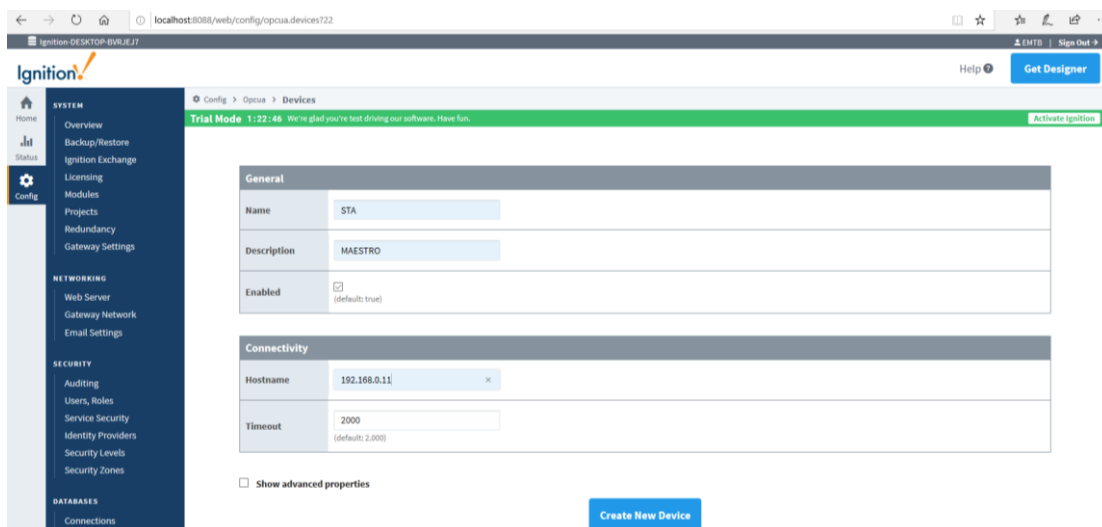 localhost:8088/web/config/opcua.devices?22
Ignition-DESKTOP-BVRJEJ7
EMTB | Sign Out
Ignition!
Help
Get Designer
Config > Opcua > Devices
Trial Mode 1:22:46 We're glad you're test driving our software. Have fun.
Activate Ignition
Home
Status
Config
SYSTEM
Overview
Backup/Restore
Ignition Exchange
Licensing
Modules
Projects
Redundancy
Gateway Settings
NETWORKING
Web Server
Gateway Network
Email Settings
SECURITY
Auditing
Users, Roles
Service Security
Identity Providers
Security Levels
Security Zones
DATABASES
Connections
General
Name STA
Description MAESTRO
Enabled
(default: true)
Connectivity
Hostname 192.168.0.11
Timeout 2000
(default: 2.000)
Show advanced properties
Create New Device